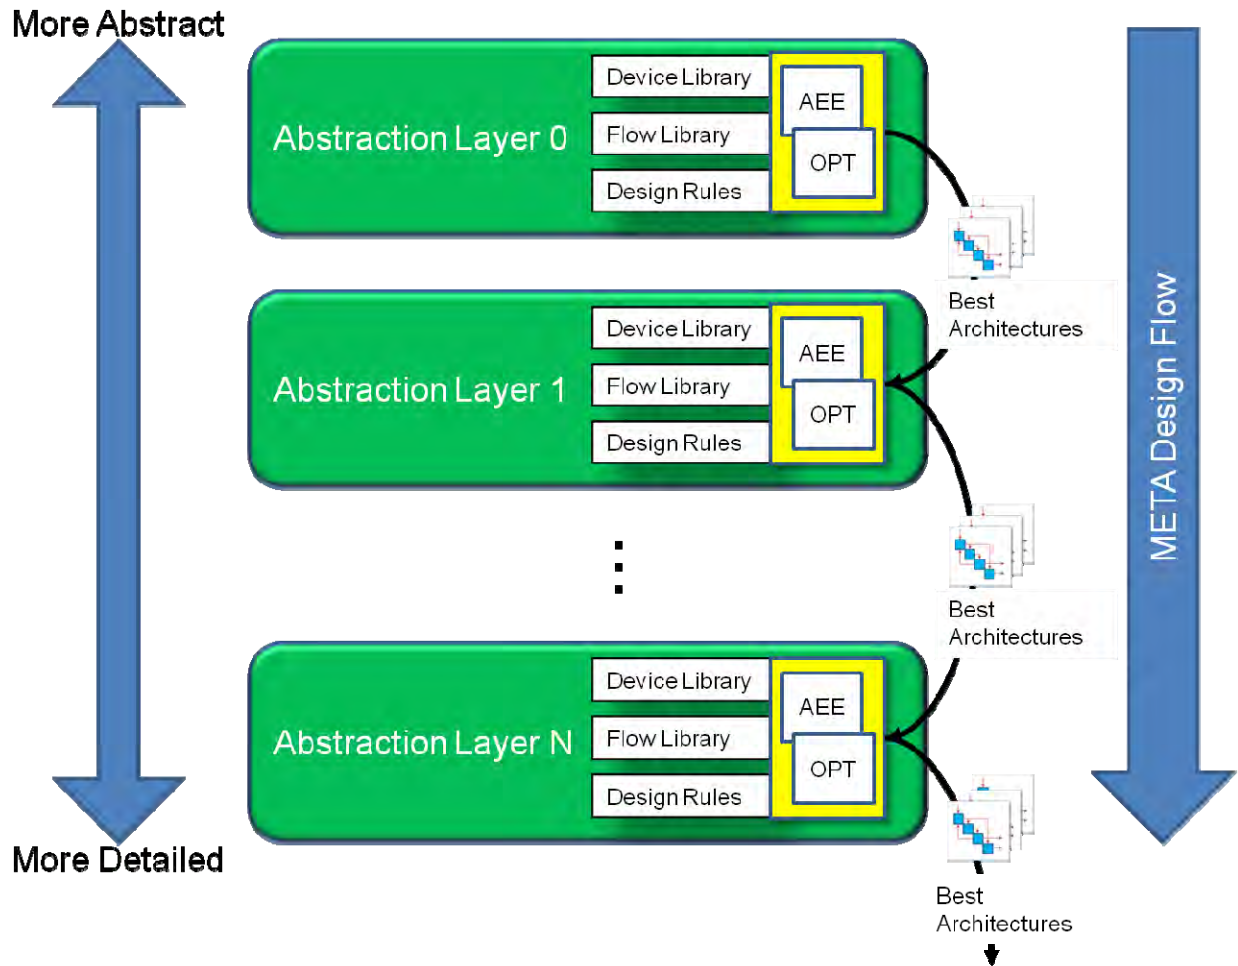 More Abstract
Abstraction Layer 0
Device Library
Flow Library
Design Rules
AEE
OPT
Best
Architectures
Abstraction Layer 1
Device Library
Flow Library
Design Rules
AEE
OPT
Best
Architectures
Abstraction Layer N
Device Library
Flow Library
Design Rules
AEE
OPT
Best
Architectures
More Detailed
META Design Flow